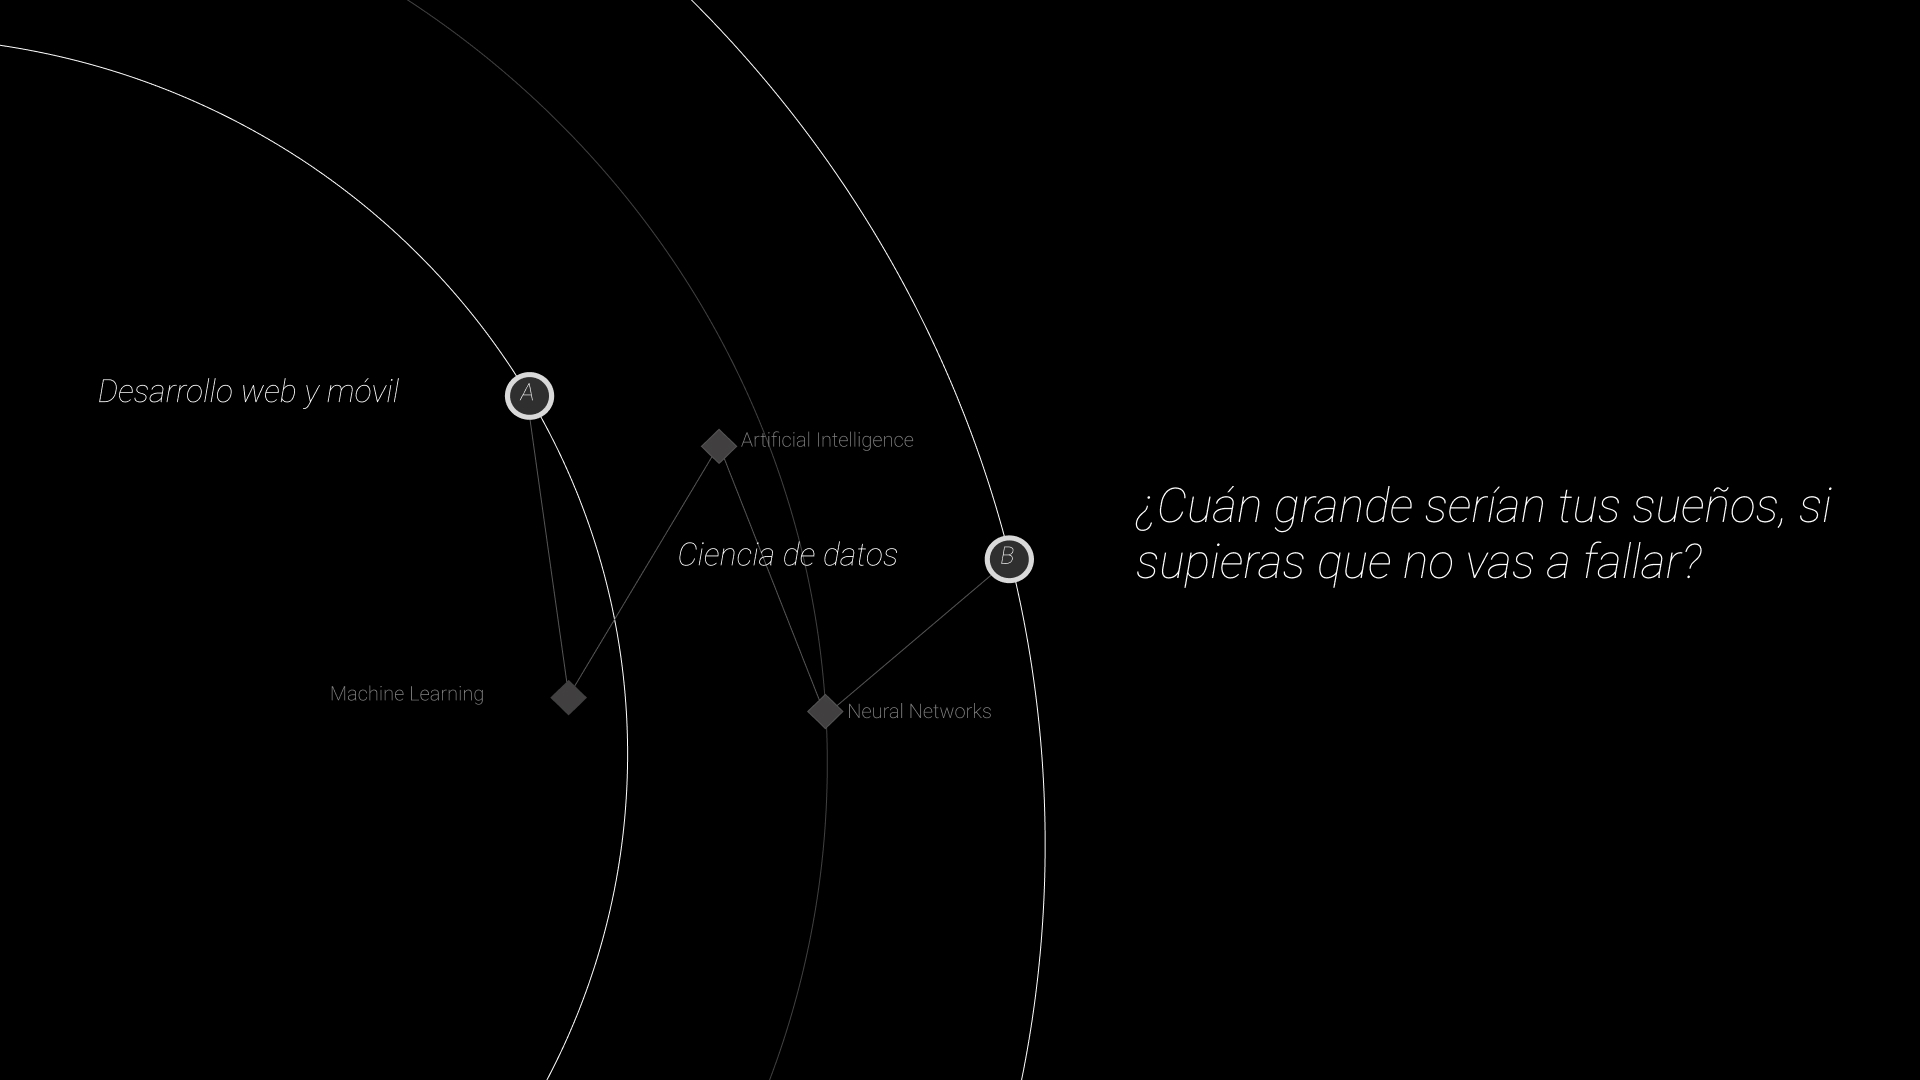 Desarrollo web y móvil
A
Artificial Intelligence
Ciencia de datos
B
Machine Learning
Neural Networks
¿Cuán grande serían tus sueños, si
supieras que no vas a fallar?